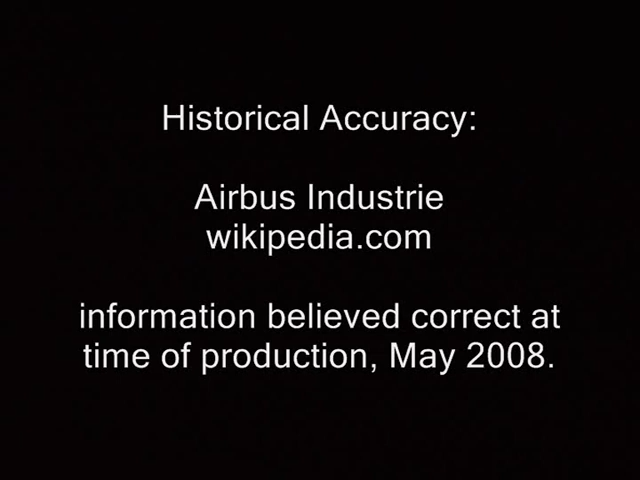 Historical Accuracy:
Airbus Industrie
wikipedia.com
information believed correct at
time of production, May 2008.